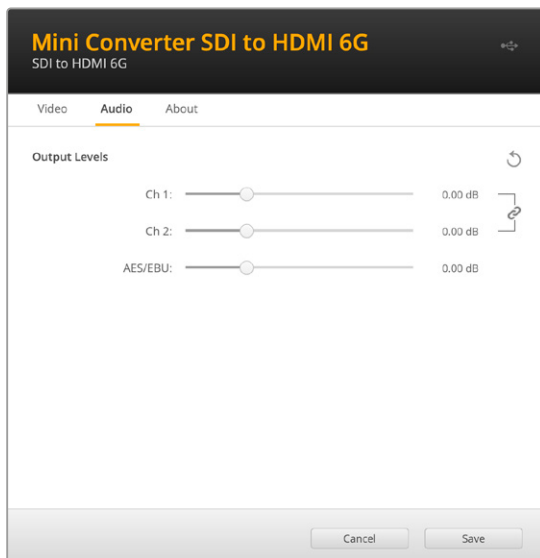 Mini Converter SDI to HDMI 6G
SDI to HDMI 6G
Video Audio About
Output Levels
Ch 1: 0.00 dB
Ch 2: 0.00 dB
AES/EBU: 0.00 dB
Cancel Save